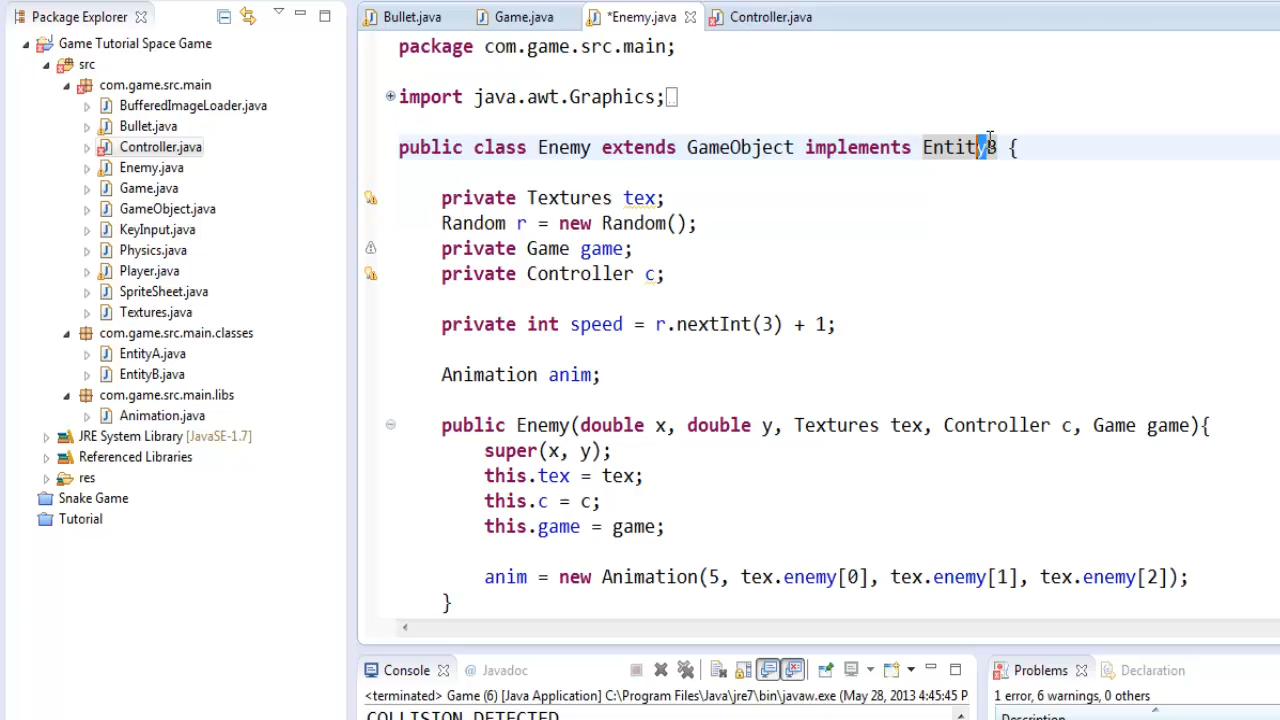 Package Explorer
Game Tutorial Space Game
src
com.game.src.main
BufferedImageLoader.java
Bullet.java
Controller.java
Enemy.java
Game.java
GameObject.java
KeyInput.java
Physics.java
Player.java
SpriteSheet.java
Textures.java
com.game.src.main.classes
EntityA.java
EntityB.java
com.game.src.main.libs
Animation.java
JRE System Library [JavaSE-1.7]
Referenced Libraries
res
Snake Game
Tutorial
Bullet.java Game.java *Enemy.java Controller.java
package com.game.src.main;
import java.awt.Graphics;
public class Enemy extends GameObject implements EntityB {
private Textures tex;
Random r = new Random();
private Game game;
private Controller c;
private int speed = r.nextInt(3) + 1;
Animation anim;
public Enemy(double x, double y, Textures tex, Controller c, Game game){
super(x, y);
this.tex = tex;
this.c = c;
this.game = game;
anim = new Animation(5, tex.enemy[0], tex.enemy[1], tex.enemy[2]);
}
Console @ Javadoc
<terminated> Game (6) [Java Application] C:\Program Files\Java\jre7\bin\javaw.exe (May 28, 2013 4:45:45 P
COLLISION DETECTED
Problems Declaration
1 error, 6 warnings, 0 others
Description